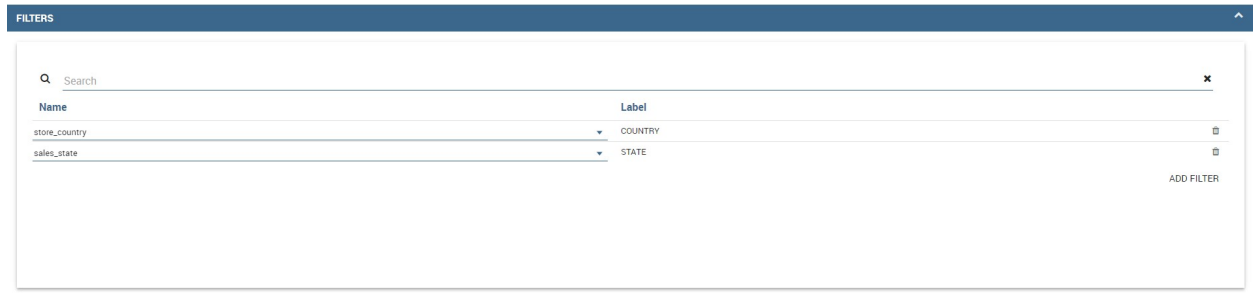 FILTERS
Search
Name Label
store_country COUNTRY
sales_state STATE
ADD FILTER